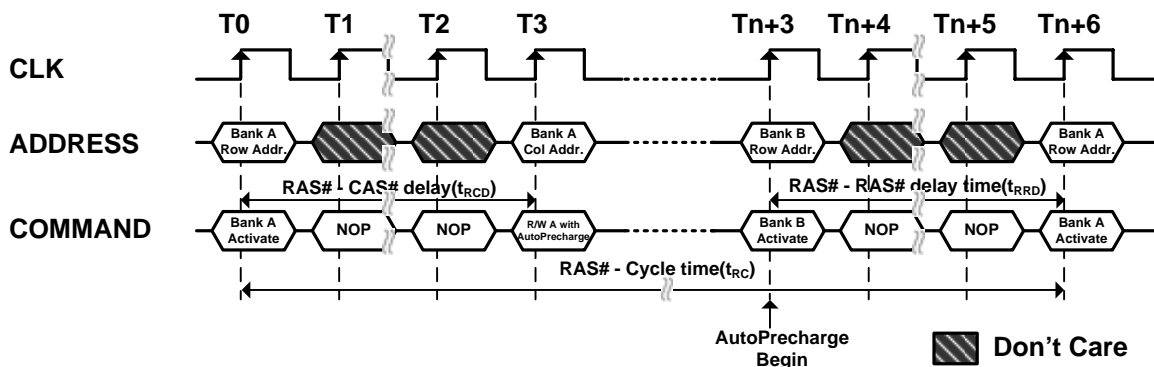 T0 T1 T2 T3 Tn+3 Tn+4 Tn+5 Tn+6
CLK
ADDRESS
Bank A
Row Addr.
Bank A
Col Addr.
Bank B
Row Addr.
Bank A
Row Addr.
RAS# - CAS# delay(tRCD)
RAS# - RAS# delay time(tRRD)
COMMAND
Bank A
Activate
NOP
NOP
R/W A with
AutoPrecharge
Bank B
Activate
NOP
NOP
Bank A
Activate
RAS# - Cycle time(tRC)
AutoPrecharge
Begin
Don't Care